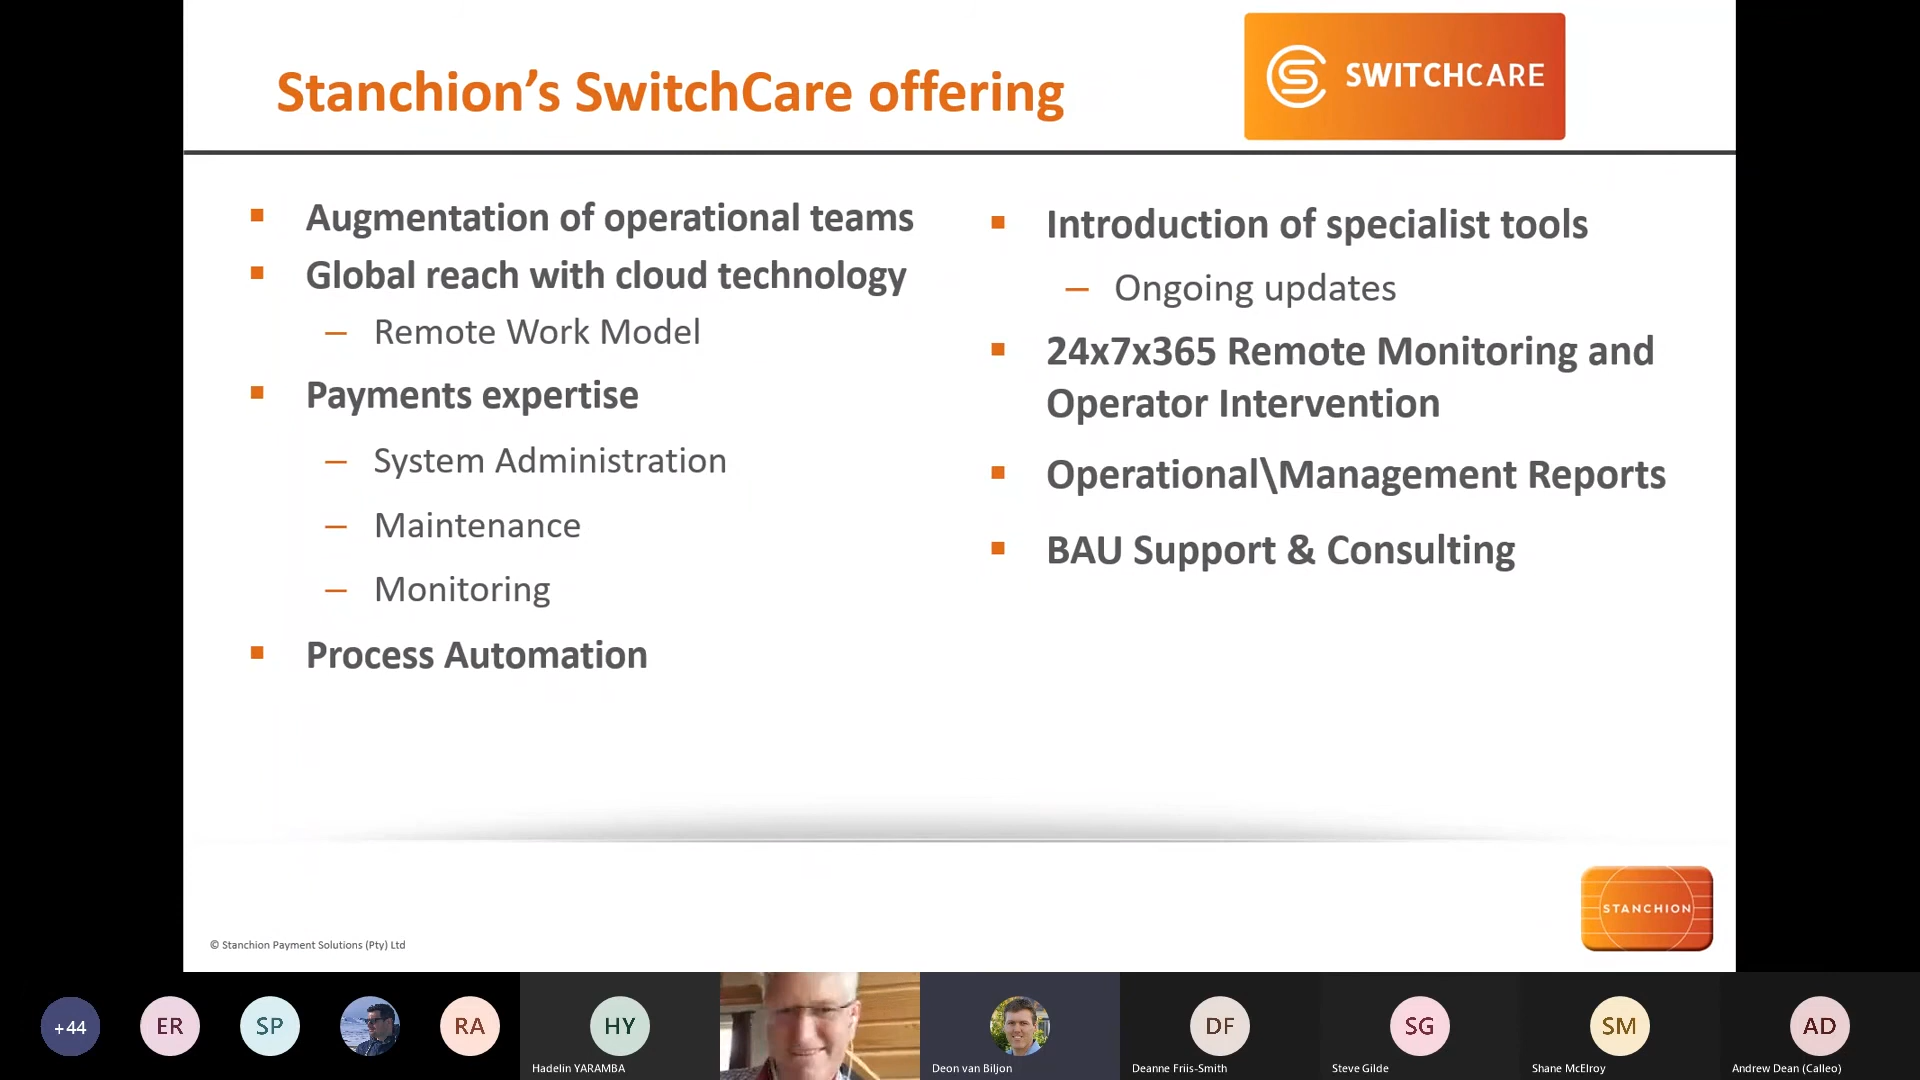 Stanchion’s SwitchCare offering
SWITCHCARE
Augmentation of operational teams
Global reach with cloud technology
– Remote Work Model
Payments expertise
– System Administration
– Maintenance
– Monitoring
Process Automation
Introduction of specialist tools
– Ongoing updates
24x7x365 Remote Monitoring and
Operator Intervention
Operational\Management Reports
BAU Support & Consulting
STANCHION
© Stanchion Payment Solutions (Pty) Ltd
+44
ER
SP
RA
HY
Hadelin YARAMBA
Deon van Biljon
DF
Deanne Friis-Smith
SG
Steve Gilde
SM
Shane McElroy
AD
Andrew Dean (Calleo)